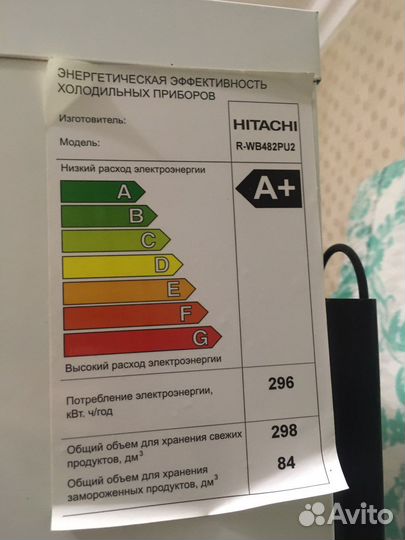 ЭНЕРГЕТИЧЕСКАЯ ЭФФЕКТИВНОСТЬ
ХОЛОДИЛЬНЫХ ПРИБОРОВ
Изготовитель: HITACHI
Модель: R-WB482PU2
Низкий расход электроэнергии
A A+
B
C
D
E
F
G
Высокий расход электроэнергии
Потребление электроэнергии,
кВт. ч/год 296
Общий объем для хранения свежих
продуктов, дм³ 298
Общий объем для хранения
замороженных продуктов, дм³ 84
Avito